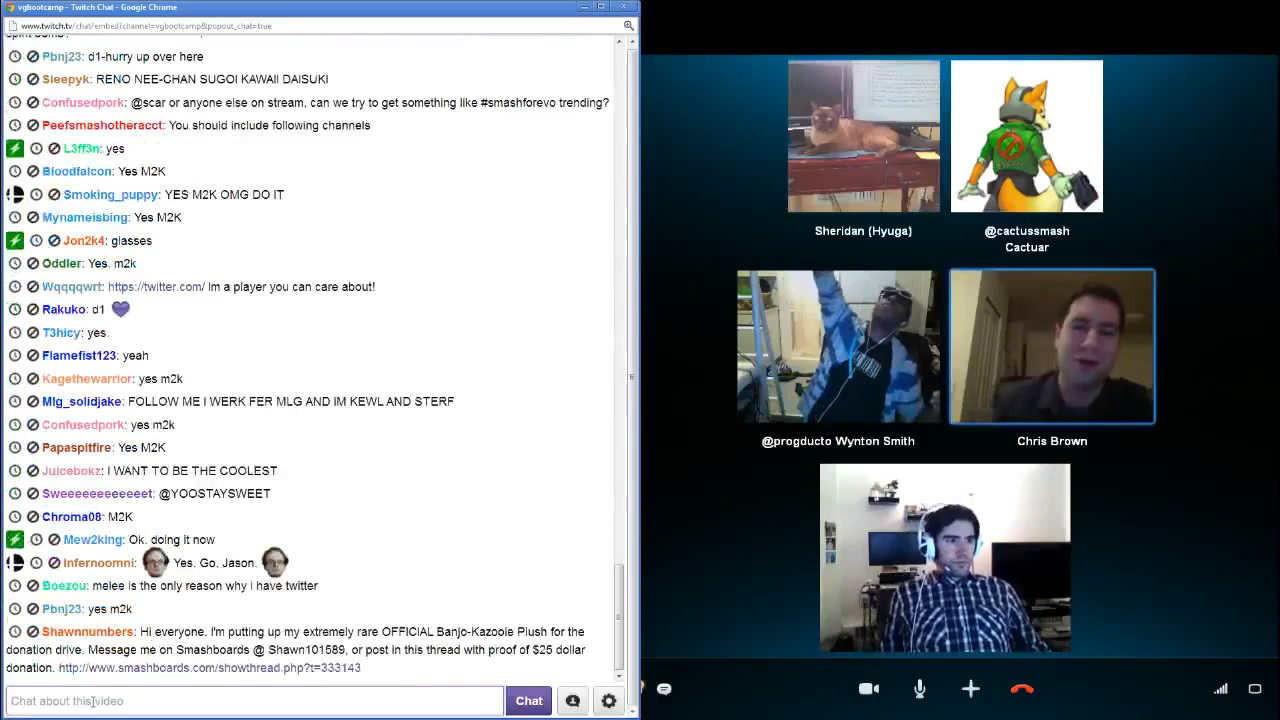 vgbootcamp - Twitch Chat - Google Chrome
www.twitch.tv/chat/embed?channel=vgbootcamp&popout_chat=true
Pbnj23: d1-hurry up over here
Sleepyk: RENO NEE-CHAN SUGOI KAWAII DAISUKI
Confusedpork: @scar or anyone else on stream, can we try to get something like #smashforevo trending?
Peefsmashotheracct: You should include following channels
L3ff3n: yes
Bloodfalcon: Yes M2K
Smoking_puppy: YES M2K OMG DO IT
Mynameisbing: Yes M2K
Jon2k4: glasses
Oddler: Yes. m2k
Wqqqqwrt: https://twitter.com/ Im a player you can care about!
Rakuko: d1
T3hicy: yes.
Flamefist123: yeah
Kagethewarrior: yes m2k
Mlg_solidjake: FOLLOW ME I WERK FER MLG AND IM KEWL AND STERF
Confusedpork: yes m2k
Papaspitfire: Yes M2K
Juicebokz: I WANT TO BE THE COOLEST
Sweeeeeeeeeeeet: @YOOSTAYSWEET
Chroma08: M2K
Mew2king: Ok. doing it now
Infernoomni: Yes. Go, Jason.
Boezou: melee is the only reason why i have twitter
Pbnj23: yes m2k
Shawnnumbers: Hi everyone. I'm putting up my extremely rare OFFICIAL Banjo-Kazooie Plush for the
donation drive. Message me on Smashboards @ Shawn101589, or post in this thread with proof of $25 dollar
donation. http://www.smashboards.com/showthread.php?t=333143
Chat about this video
Chat
Sheridan (Hyuga)
@cactussmash
Cactuar
@progducto Wynton Smith
Chris Brown